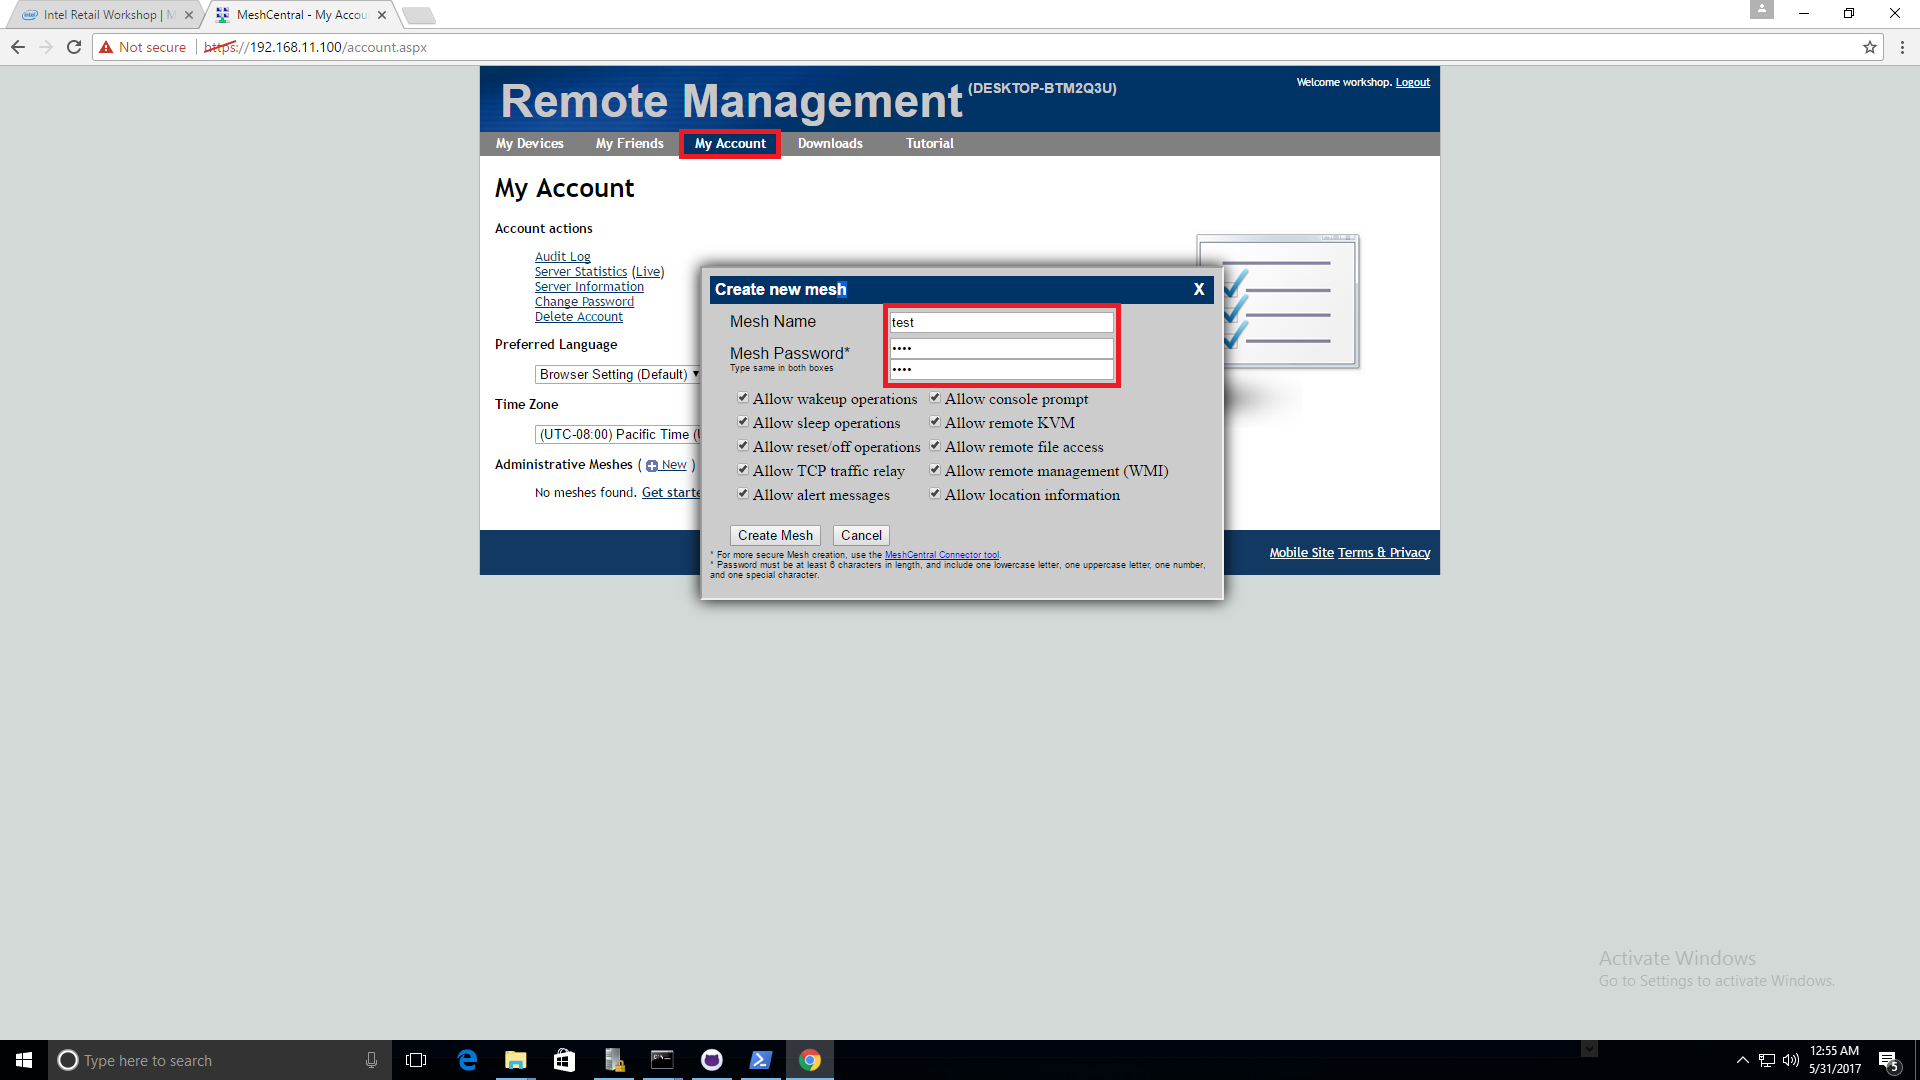 Intel Retail Workshop | M
MeshCentral - My Accou
Not secure
https://192.168.11.100/account.aspx
Remote Management (DESKTOP-BTM2Q3U)
Welcome workshop. Logout
My Devices My Friends My Account Downloads Tutorial
My Account
Account actions
Audit Log
Server Statistics (Live)
Server Information
Change Password
Delete Account
Preferred Language
Browser Setting (Default)
Time Zone
(UTC-08:00) Pacific Time (
Administrative Meshes ( New )
No meshes found. Get starte
Create new mesh X
Mesh Name test
Mesh Password* ••••
Type same in both boxes ••••
Allow wakeup operations Allow console prompt
Allow sleep operations Allow remote KVM
Allow reset/off operations Allow remote file access
Allow TCP traffic relay Allow remote management (WMI)
Allow alert messages Allow location information
Create Mesh Cancel
* For more secure Mesh creation, use the MeshCentral Connector tool.
* Password must be at least 6 characters in length, and include one lowercase letter, one uppercase letter, one number,
and one special character.
Mobile Site Terms & Privacy
Activate Windows
Go to Settings to activate Windows.
Type here to search
12:55 AM
5/31/2017
5